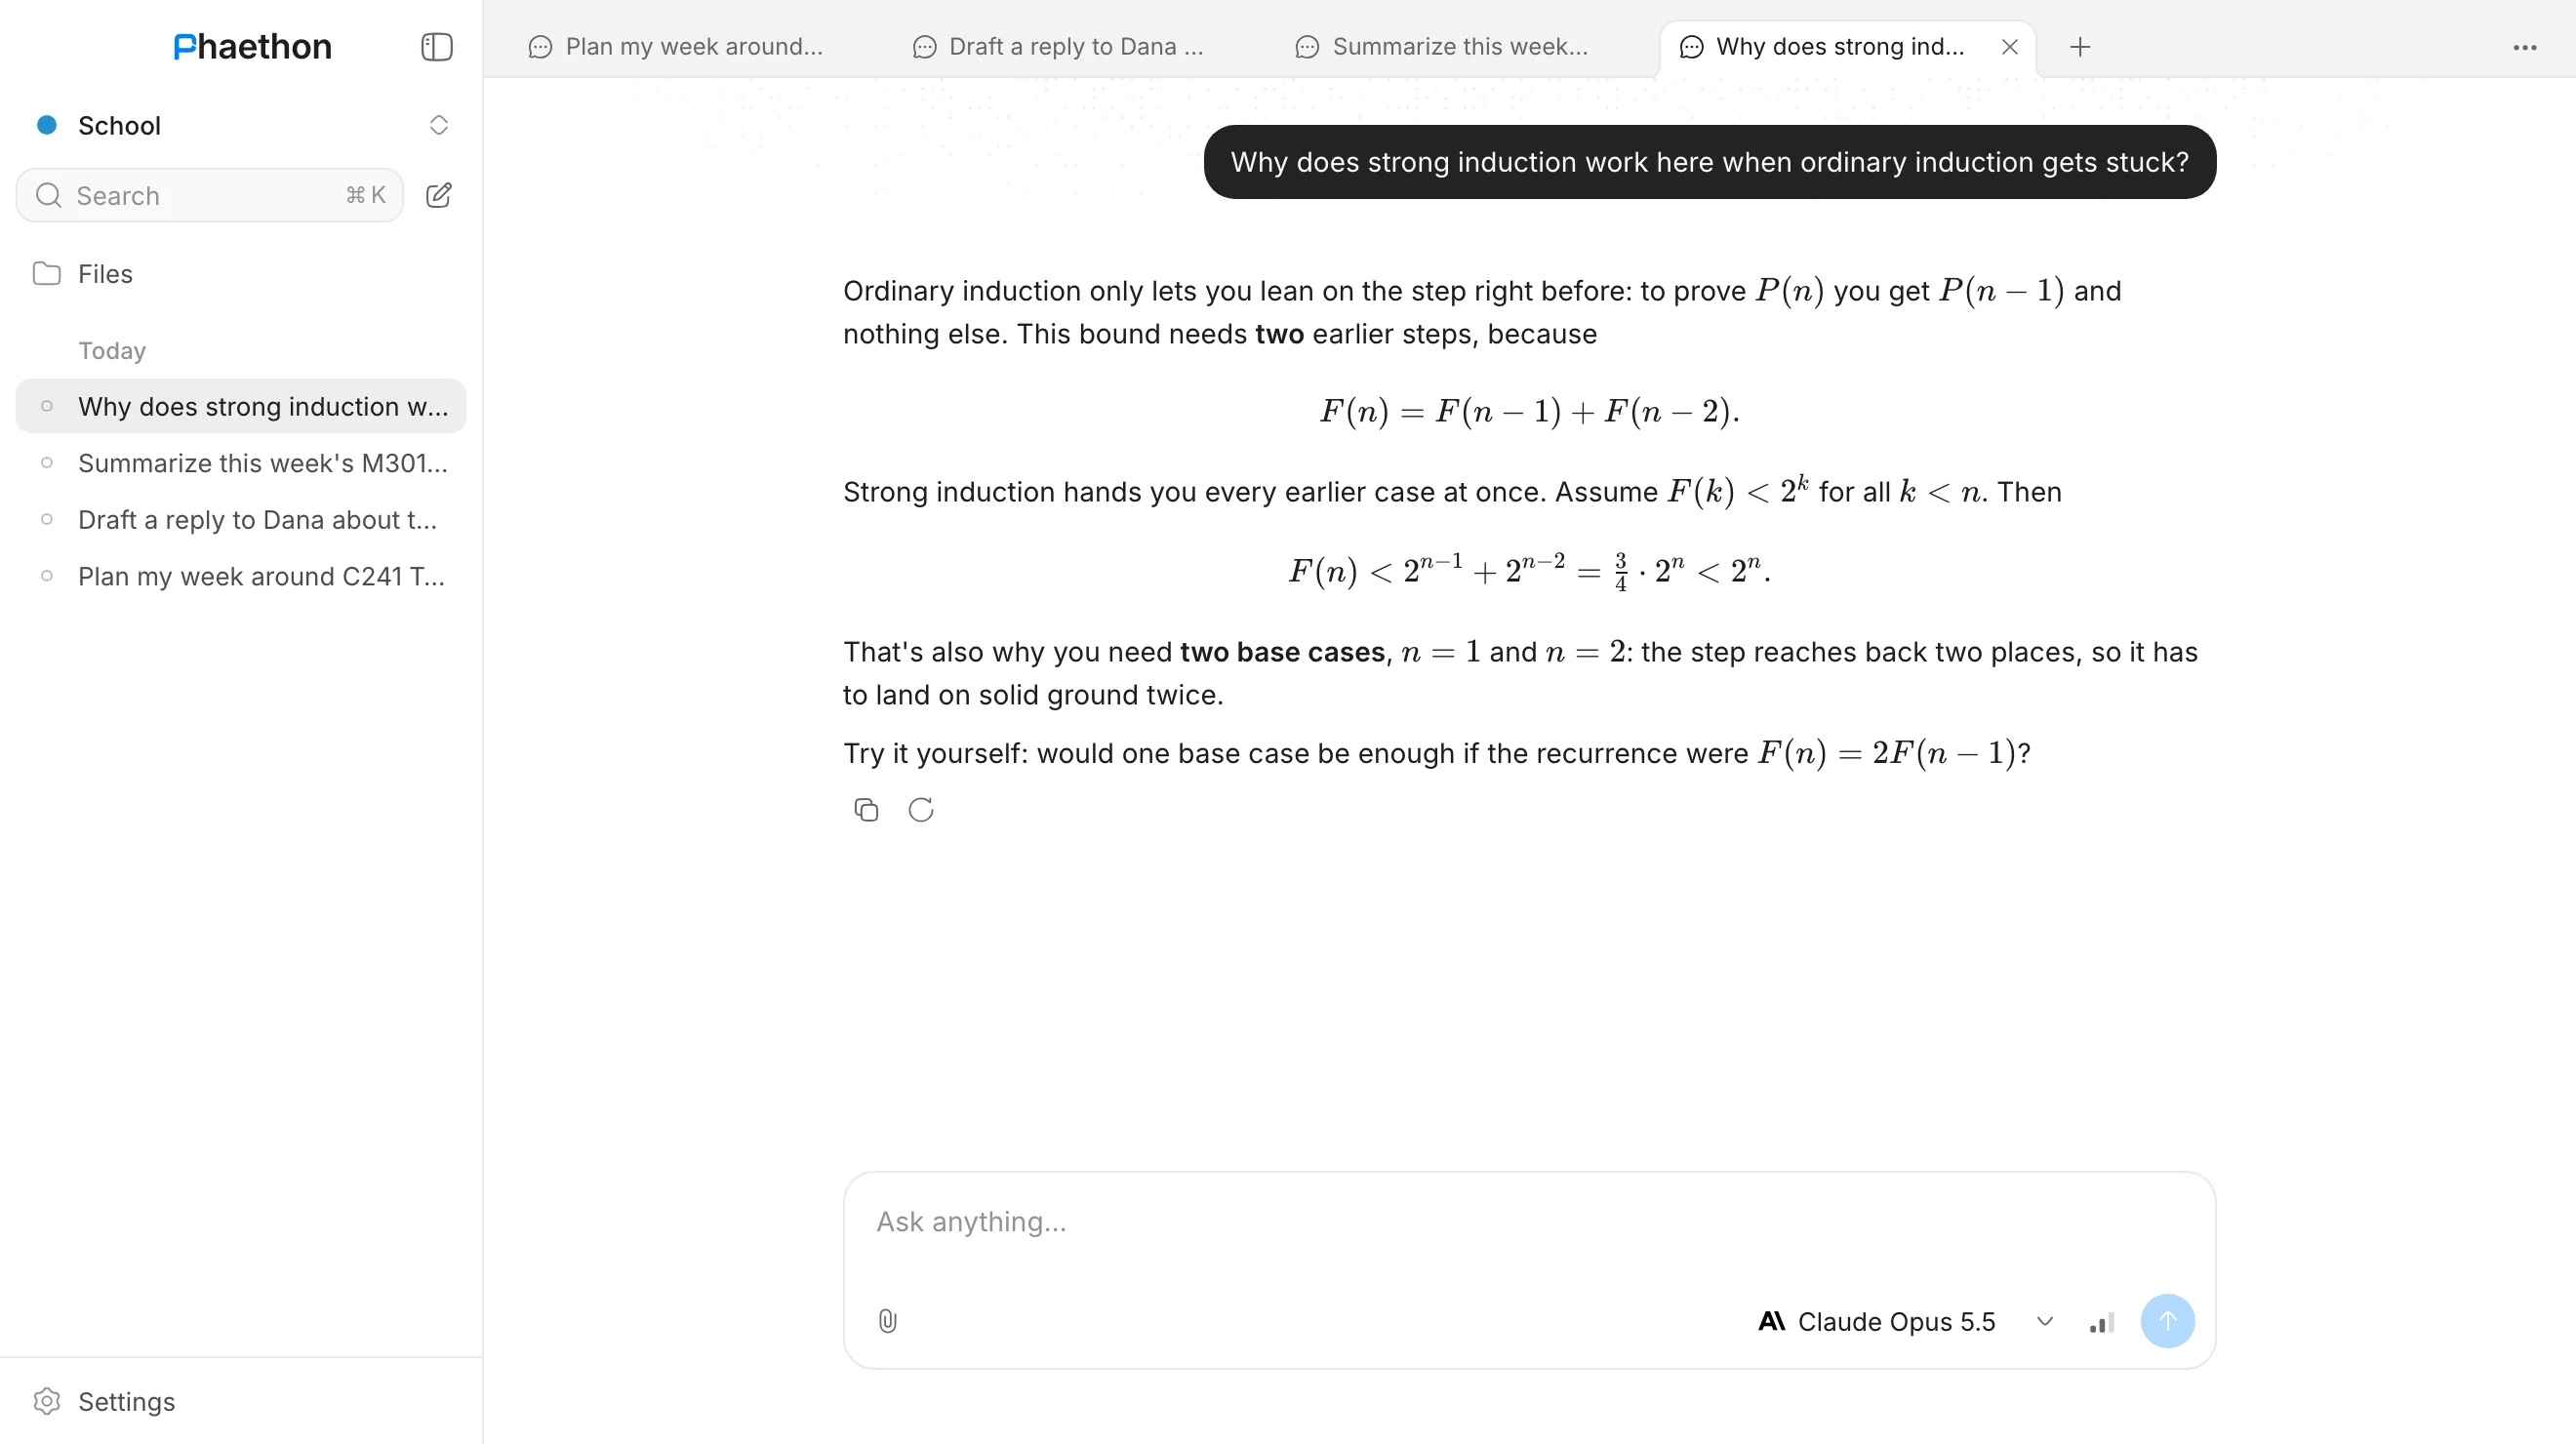 Phaethon
School
Search ⌘ K
Files
Today
Why does strong induction w...
Summarize this week's M301...
Draft a reply to Dana about t...
Plan my week around C241 T...
Settings
Plan my week around...
Draft a reply to Dana ...
Summarize this week...
Why does strong ind...
Why does strong induction work here when ordinary induction gets stuck?
Ordinary induction only lets you lean on the step right before: to prove P(n) you get P(n − 1) and
nothing else. This bound needs two earlier steps, because
F(n) = F(n − 1) + F(n − 2).
Strong induction hands you every earlier case at once. Assume F(k) < 2^k for all k < n. Then
F(n) < 2^{n−1} + 2^{n−2} = 3/4 · 2^n < 2^n.
That's also why you need two base cases, n = 1 and n = 2: the step reaches back two places, so it has
to land on solid ground twice.
Try it yourself: would one base case be enough if the recurrence were F(n) = 2F(n − 1)?
Ask anything...
Claude Opus 5.5